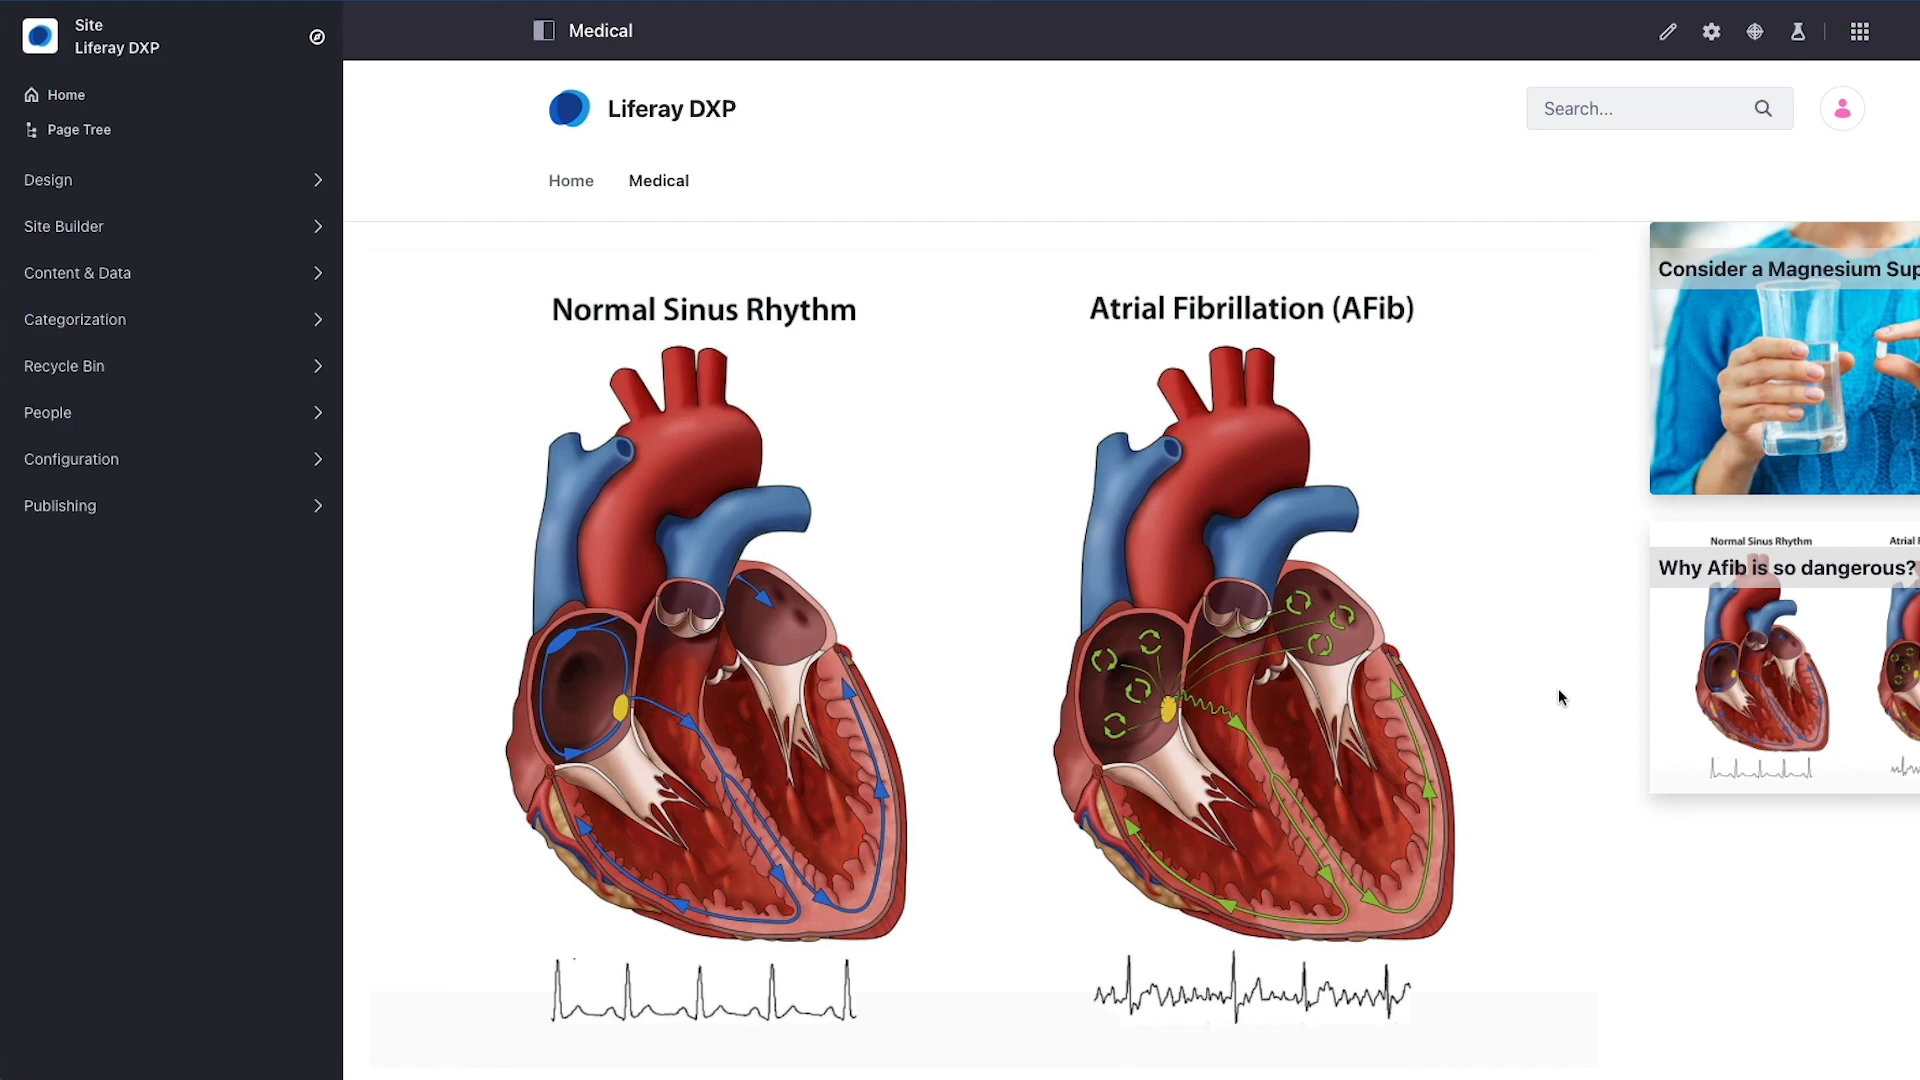 Site
Liferay DXP
Home
Page Tree
Design
Site Builder
Content & Data
Categorization
Recycle Bin
People
Configuration
Publishing
Medical
Liferay DXP
Search...
Home
Medical
Normal Sinus Rhythm
Atrial Fibrillation (AFib)
Consider a Magnesium Sup
Normal Sinus Rhythm
Atrial F
Why Afib is so dangerous?